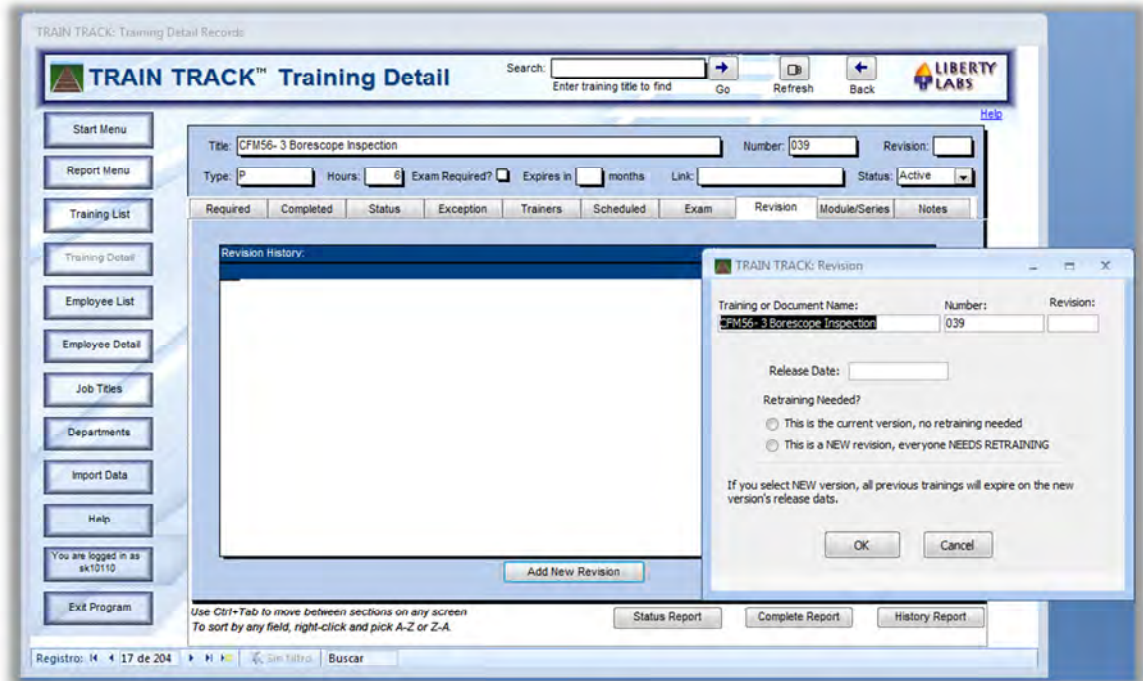 TRAIN TRACK: Training Detail Records
TRAIN TRACK™ Training Detail
Search:
Enter training title to find
Go
Refresh
Back
LIBERTY
LABS
Help
Start Menu
Report Menu
Training List
Training Detail
Employee List
Employee Detail
Job Titles
Departments
Import Data
Help
You are logged in as
sk10110
Exit Program
Title: CFM56- 3 Borescope Inspection Number: 039 Revision:
Type: P Hours: 6 Exam Required? Expires in months Link: Status: Active
Required Completed Status Exception Trainers Scheduled Exam Revision Module/Series Notes
Revision History:
Add New Revision
TRAIN TRACK: Revision
Training or Document Name: Number: Revision:
CFM56- 3 Borescope Inspection 039
Release Date:
Retraining Needed?
This is the current version, no retraining needed
This is a NEW revision, everyone NEEDS RETRAINING
If you select NEW version, all previous trainings will expire on the new
version's release dats.
OK Cancel
Use Ctrl+Tab to move between sections on any screen
To sort by any field, right-click and pick A-Z or Z-A.
Status Report Complete Report History Report
Registro: 17 de 204 Sin filtro Buscar